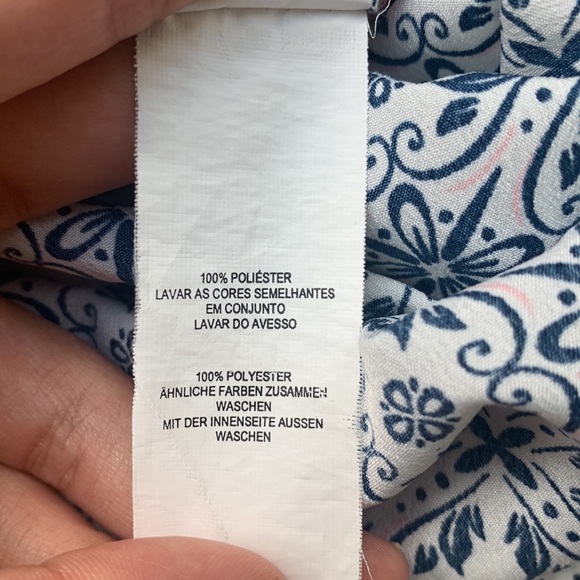 100% POLIÉSTER
LAVAR AS CORES SEMELHANTES
EM CONJUNTO
LAVAR DO AVESSO
100% POLYESTER
ÄHNLICHE FARBEN ZUSAMMEN
WASCHEN
MIT DER INNENSEITE AUSSEN
WASCHEN